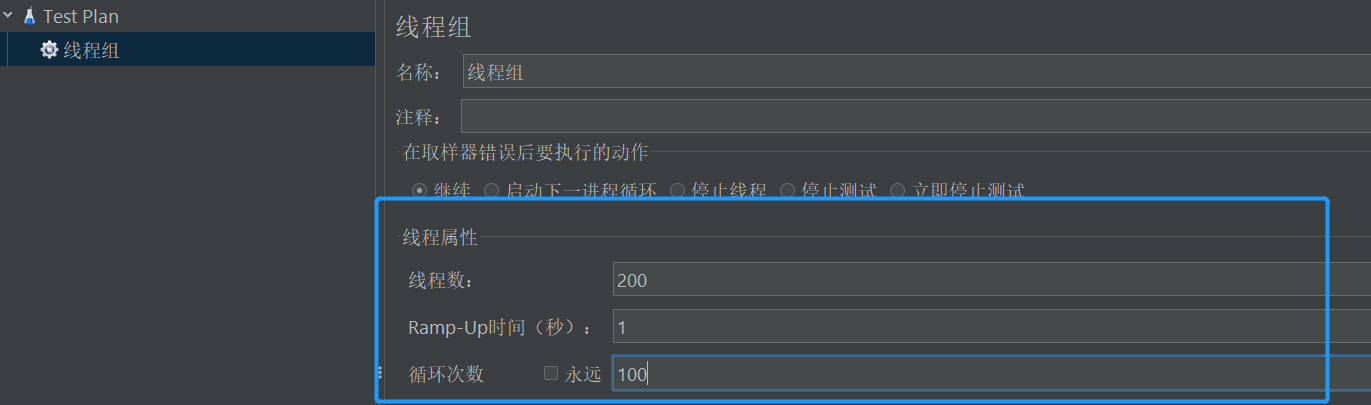 Test Plan
线程组
线程组
名称： 线程组
注释：
在取样器错误后要执行的动作
继续 启动下一进程循环 停止线程 停止测试 立即停止测试
线程属性
线程数： 200
Ramp-Up时间（秒）： 1
循环次数 永远 100